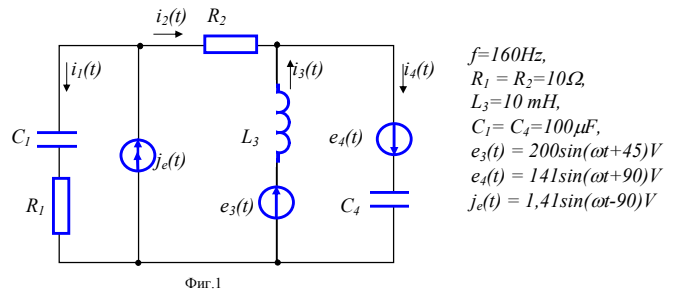 i2(t) R2
i1(t) i3(t) i4(t)
C1 je(t) L3 e4(t)
R1 e3(t) C4
f=160Hz,
R1 = R2=10Ω,
L3=10 mH,
C1= C4=100μF,
e3(t) = 200sin(ωt+45)V
e4(t) = 141sin(ωt+90)V
je(t) = 1,41sin(ωt-90)V
Фиг.1